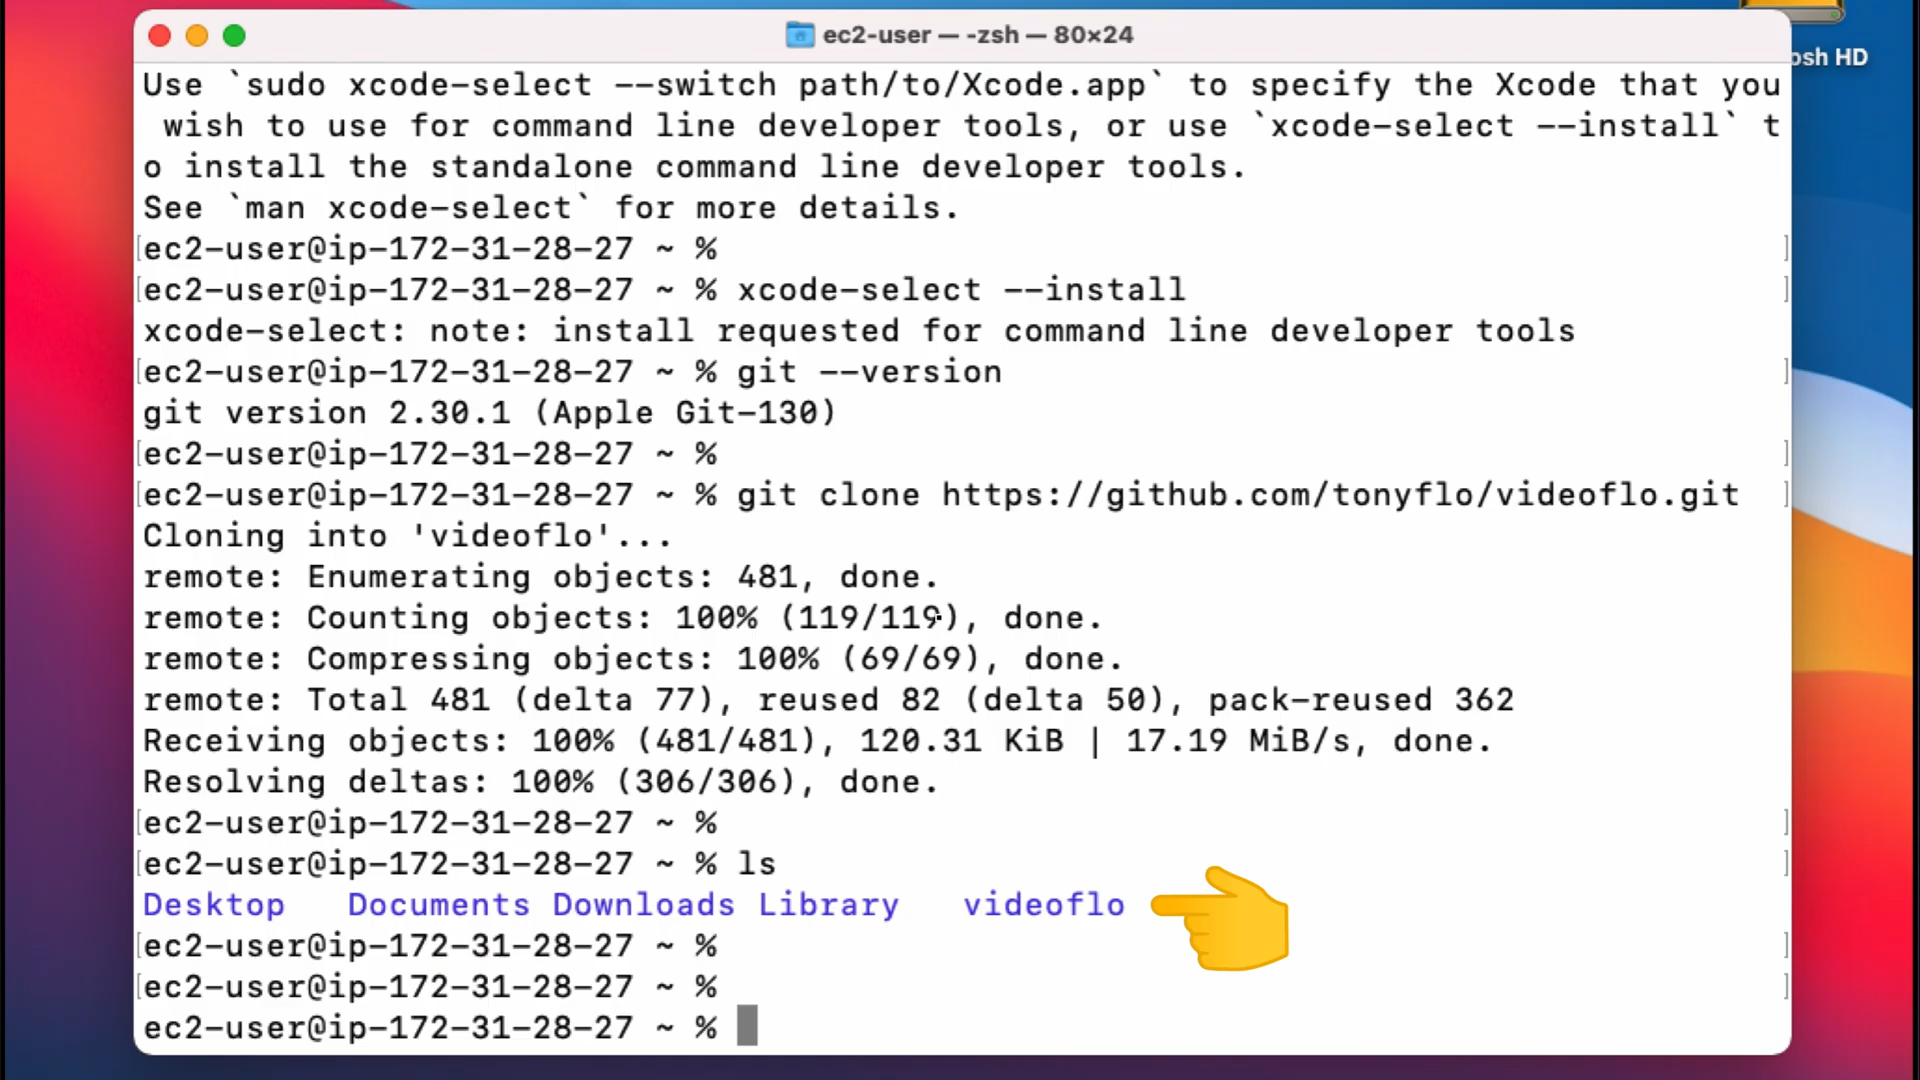 ec2-user — -zsh — 80×24
osh HD
Use `sudo xcode-select --switch path/to/Xcode.app` to specify the Xcode that you
 wish to use for command line developer tools, or use `xcode-select --install` t
o install the standalone command line developer tools.
See `man xcode-select` for more details.
[ec2-user@ip-172-31-28-27 ~ % ]
[ec2-user@ip-172-31-28-27 ~ % xcode-select --install ]
xcode-select: note: install requested for command line developer tools
[ec2-user@ip-172-31-28-27 ~ % git --version ]
git version 2.30.1 (Apple Git-130)
[ec2-user@ip-172-31-28-27 ~ % ]
[ec2-user@ip-172-31-28-27 ~ % git clone https://github.com/tonyflo/videoflo.git ]
Cloning into 'videoflo'...
remote: Enumerating objects: 481, done.
remote: Counting objects: 100% (119/119), done.
remote: Compressing objects: 100% (69/69), done.
remote: Total 481 (delta 77), reused 82 (delta 50), pack-reused 362
Receiving objects: 100% (481/481), 120.31 KiB | 17.19 MiB/s, done.
Resolving deltas: 100% (306/306), done.
[ec2-user@ip-172-31-28-27 ~ % ]
[ec2-user@ip-172-31-28-27 ~ % ls ]
Desktop   Documents Downloads Library   videoflo
[ec2-user@ip-172-31-28-27 ~ % ]
[ec2-user@ip-172-31-28-27 ~ % ]
ec2-user@ip-172-31-28-27 ~ %